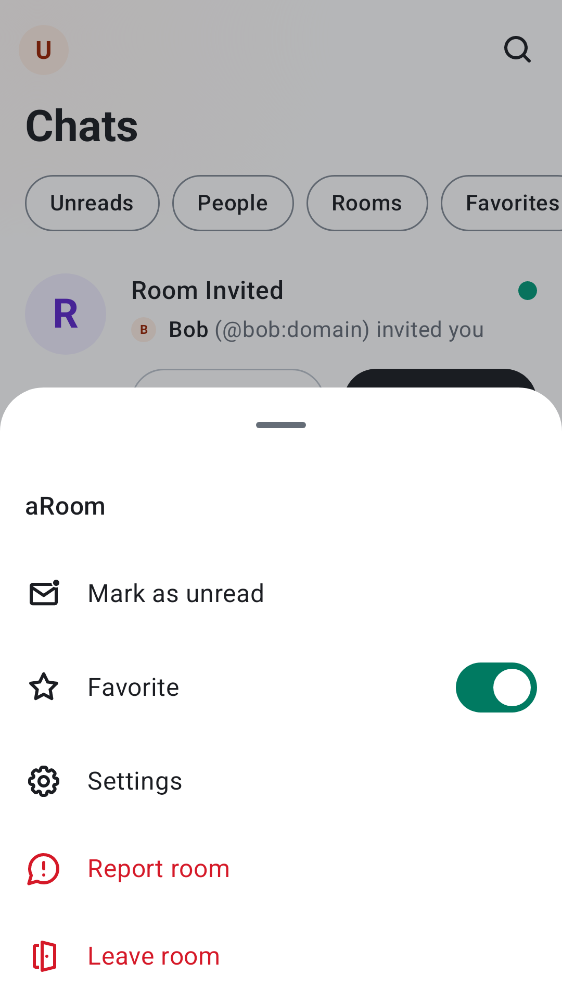 U
Chats
Unreads People Rooms Favorites
R
Room Invited
B Bob (@bob:domain) invited you
aRoom
Mark as unread
Favorite
Settings
Report room
Leave room